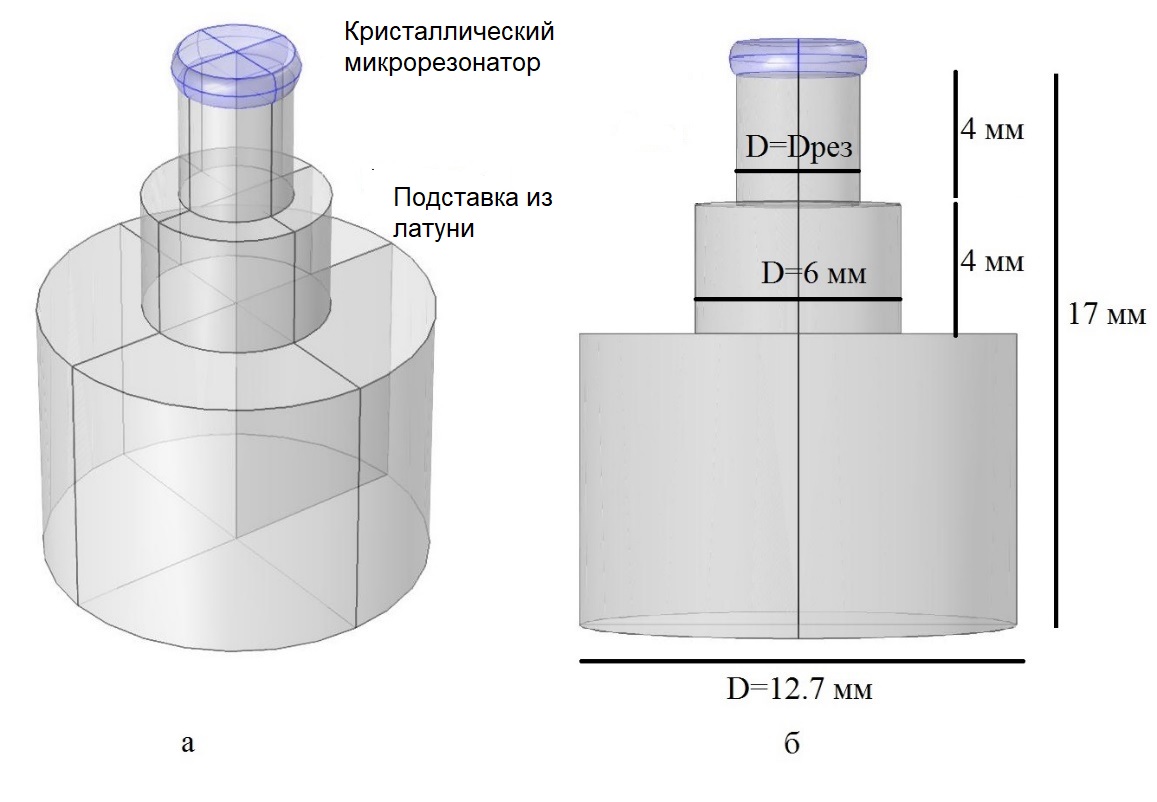 Кристаллический
микрорезонатор
Подставка из
латуни
D=Dрез
D=6 мм
4 мм
4 мм
17 мм
D=12.7 мм
а
б